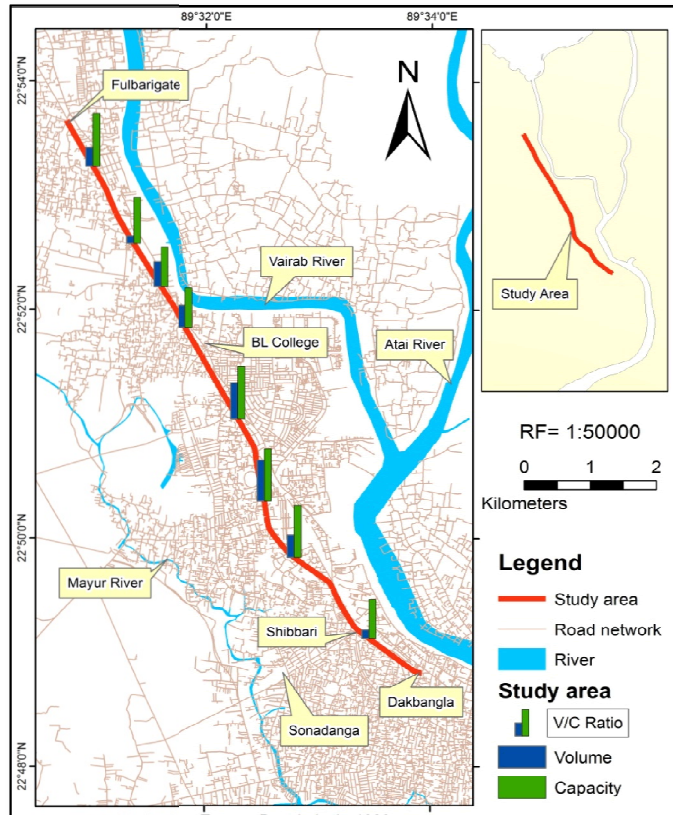 89°32'0"E
89°34'0"E
22°54'0"N
22°52'0"N
22°50'0"N
22°48'0"N
Fulbarigate
N
Vairab River
BL College
Atai River
Mayur River
Shibbari
Dakbangla
Sonadanga
Study Area
RF= 1:50000
0 1 2
Kilometers
Legend
Study area
Road network
River
Study area
V/C Ratio
Volume
Capacity